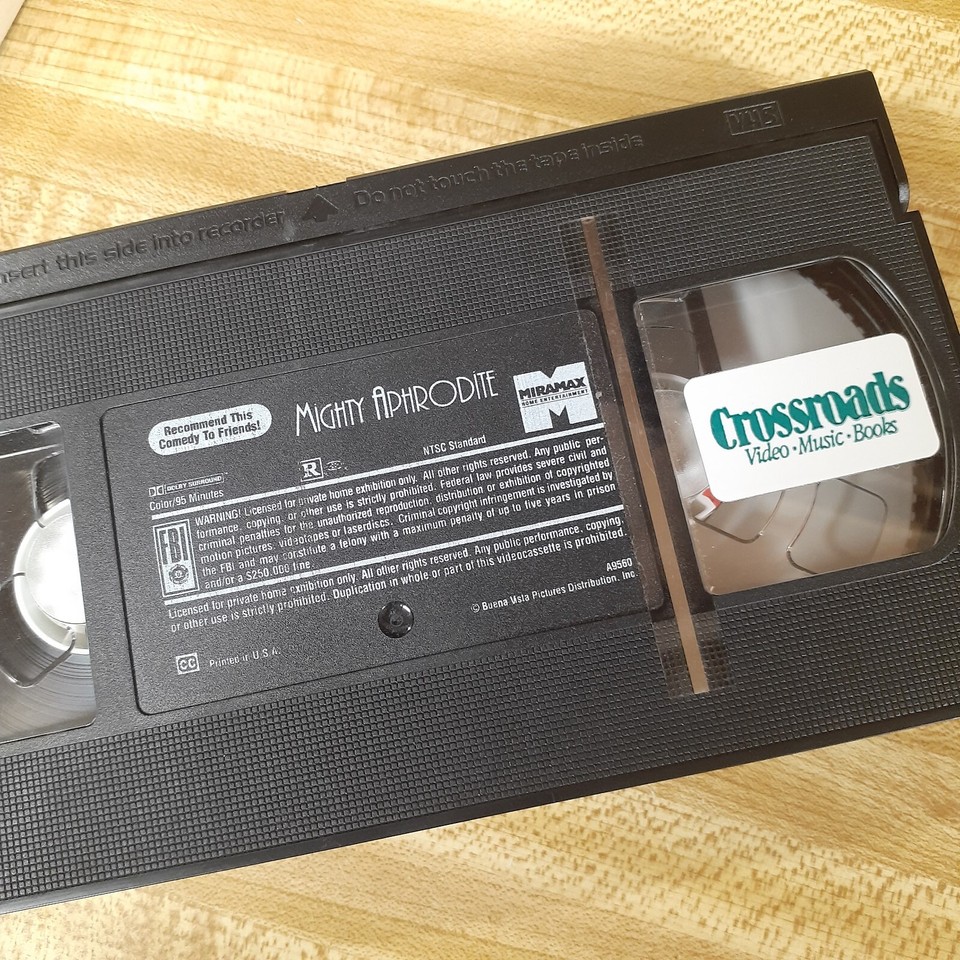 VHS
Do not touch the tape inside
nsert this side into recorder
Recommend This
Comedy To Friends!
MIGHTY APHRODITE
MIRAMAX
HOME ENTERTAINMENT
M
DOLBY SURROUND
Color/95 Minutes
R
NTSC Standard
FBI
WARNING! Licensed for private home exhibition only. All other rights reserved. Any public per-
formance, copying, or other use is strictly prohibited. Federal law provides severe civil and
criminal penalties for the unauthorized reproduction, distribution or exhibition of copyrighted
motion pictures, videotapes or laserdiscs. Criminal copyright infringement is investigated by
the FBI and may constitute a felony with a maximum penalty of up to five years in prison
and/or a $250,000 fine.
Licensed for private home exhibition only. All other rights reserved. Any public performance, copying,
or other use is strictly prohibited. Duplication in whole or part of this videocassette is prohibited.
A9560
© Buena Vista Pictures Distribution, Inc.
CC Printed in U.S.A.
Crossroads
Video • Music • Books